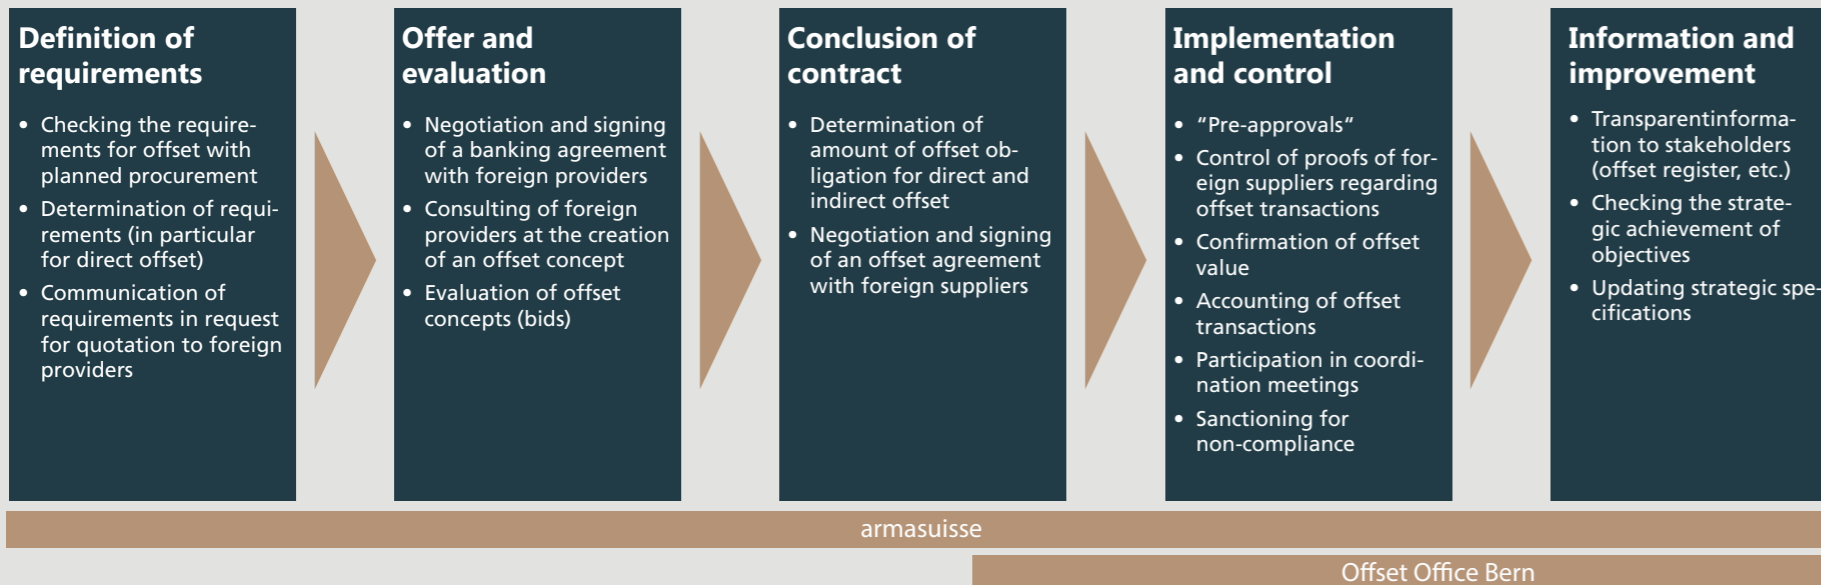 Definition of
requirements
• Checking the require-
ments for offset with
planned procurement
• Determination of requi-
rements (in particular
for direct offset)
• Communication of
requirements in request
for quotation to foreign
providers
Offer and
evaluation
• Negotiation and signing
of a banking agreement
with foreign providers
• Consulting of foreign
providers at the creation
of an offset concept
• Evaluation of offset
concepts (bids)
Conclusion of
contract
• Determination of
amount of offset ob-
ligation for direct and
indirect offset
• Negotiation and signing
of an offset agreement
with foreign suppliers
Implementation
and control
• “Pre-approvals“
• Control of proofs of for-
eign suppliers regarding
offset transactions
• Confirmation of offset
value
• Accounting of offset
transactions
• Participation in coordi-
nation meetings
• Sanctioning for
non-compliance
Information and
improvement
• Transparentinforma-
tion to stakeholders
(offset register, etc.)
• Checking the strate-
gic achievement of
objectives
• Updating strategic spe-
cifications
armasuisse
Offset Office Bern